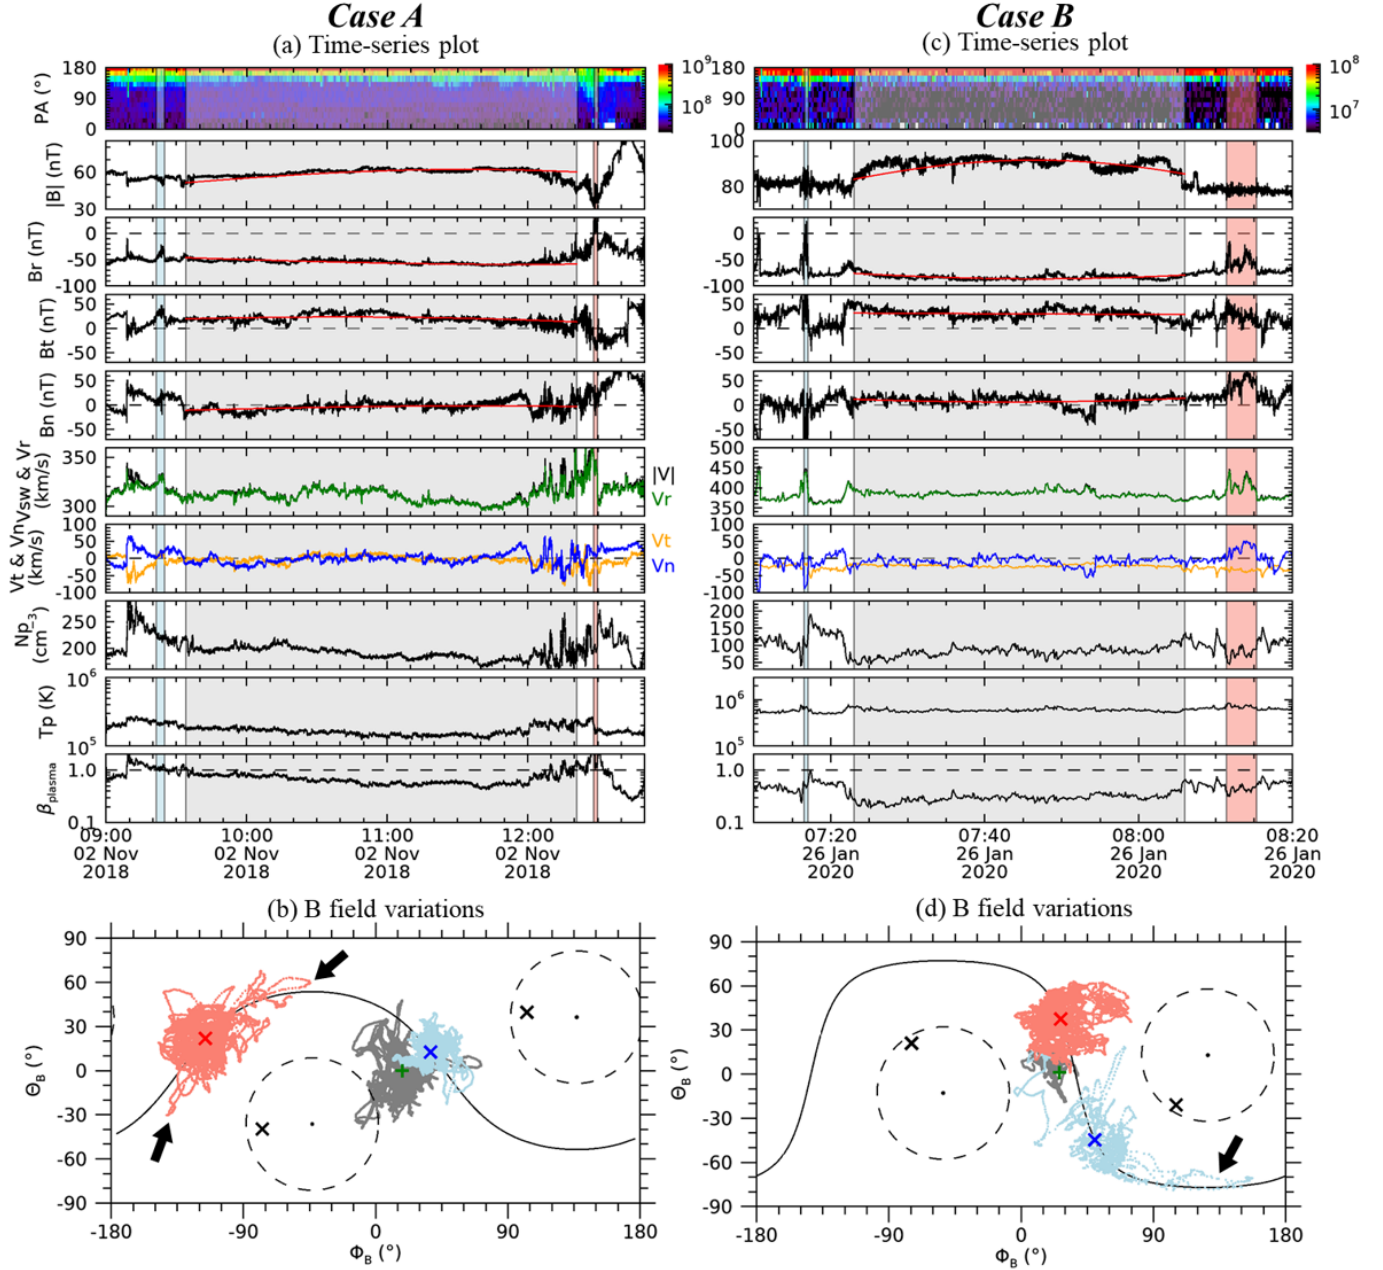 Case A
Case B
(a) Time-series plot
(c) Time-series plot
PA (°)
180
90
0
10⁹
10⁸
180
90
0
10⁸
10⁷
|B| (nT)
60
30
100
80
Br (nT)
0
-50
-100
0
-50
-100
Bt (nT)
50
0
-50
50
0
-50
Bn (nT)
50
0
-50
50
0
-50
Vsw & Vr
(km/s)
350
300
|V|
Vr
500
450
400
350
Vt & Vn
(km/s)
100
50
0
-50
-100
Vt
Vn
100
50
0
-50
-100
Np
(cm⁻³)
250
200
200
150
100
50
Tp (K)
10⁶
10⁵
10⁶
10⁵
βplasma
1.0
1.0
0.1
09:00 10:00 11:00 12:00
02 Nov 02 Nov 02 Nov 02 Nov
2018 2018 2018 2018
07:20 07:40 08:00 08:20
26 Jan 26 Jan 26 Jan 26 Jan
2020 2020 2020 2020
(b) B field variations
(d) B field variations
ΘB (°)
90
60
30
0
-30
-60
-90
-180 -90 0 90 180
ΦB (°)
ΘB (°)
90
60
30
0
-30
-60
-90
-180 -90 0 90 180
ΦB (°)